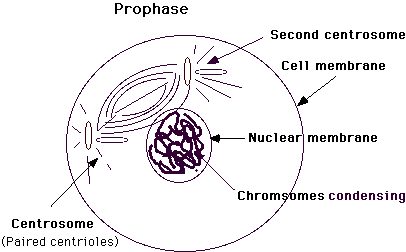 Prophase
Second centrosome
Cell membrane
Nuclear membrane
Chromsomes condensing
Centrosome
(Paired centrioles)